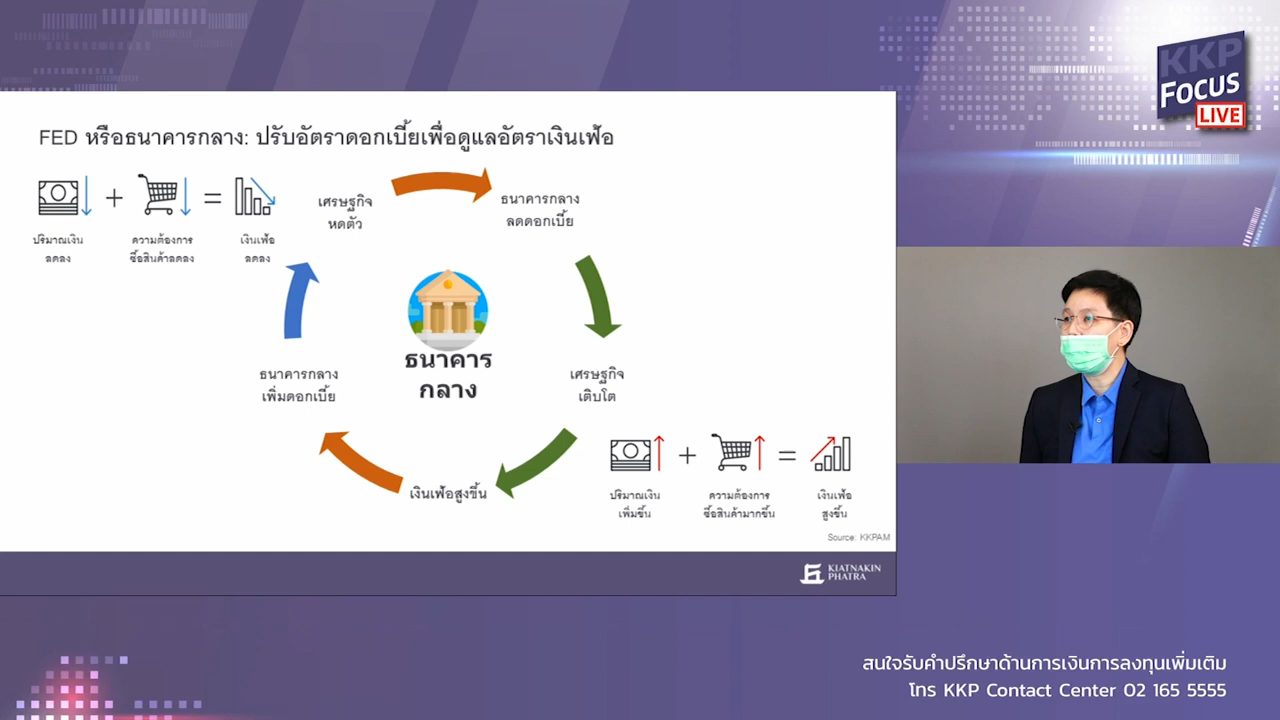 KKP
FOCUS
LIVE
FED หรือธนาคารกลาง: ปรับอัตราดอกเบี้ยเพื่อดูแลอัตราเงินเฟ้อ
+
=
ปริมาณเงิน
ลดลง
ความต้องการ
ซื้อสินค้าลดลง
เงินเฟ้อ
ลดลง
เศรษฐกิจ
หดตัว
ธนาคารกลาง
ลดดอกเบี้ย
ธนาคาร
กลาง
ธนาคารกลาง
เพิ่มดอกเบี้ย
เศรษฐกิจ
เติบโต
เงินเฟ้อสูงขึ้น
+
=
ปริมาณเงิน
เพิ่มขึ้น
ความต้องการ
ซื้อสินค้ามากขึ้น
เงินเฟ้อ
สูงขึ้น
Source: KKPAM
KIATNAKIN
PHATRA
สนใจรับคำปรึกษาด้านการเงินการลงทุนเพิ่มเติม
โทร KKP Contact Center 02 165 5555